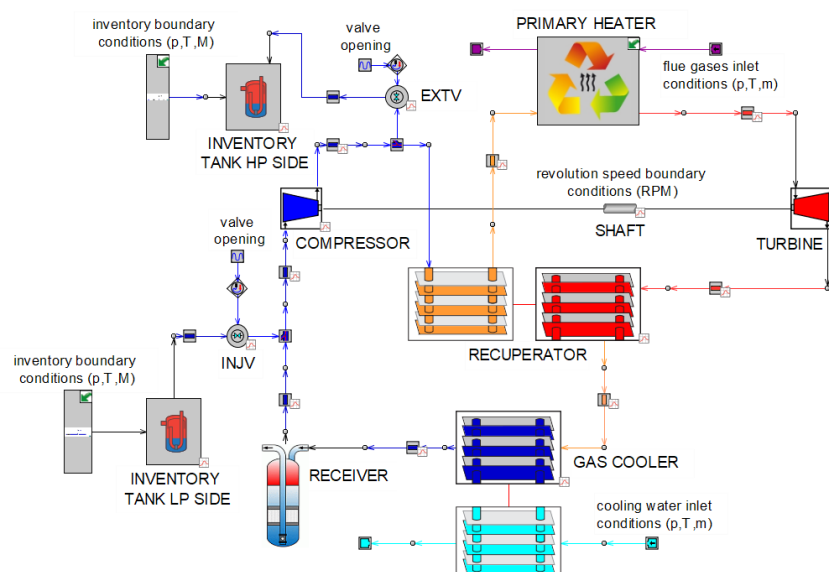 inventory boundary
conditions (p,T,M)
valve
opening
PRIMARY HEATER
flue gases inlet
conditions (p,T,m)
EXTV
INVENTORY
TANK HP SIDE
revolution speed boundary
conditions (RPM)
SHAFT
COMPRESSOR
TURBINE
valve
opening
RECUPERATOR
INJV
inventory boundary
conditions (p,T,M)
GAS COOLER
RECEIVER
INVENTORY
TANK LP SIDE
cooling water inlet
conditions (p,T,m)